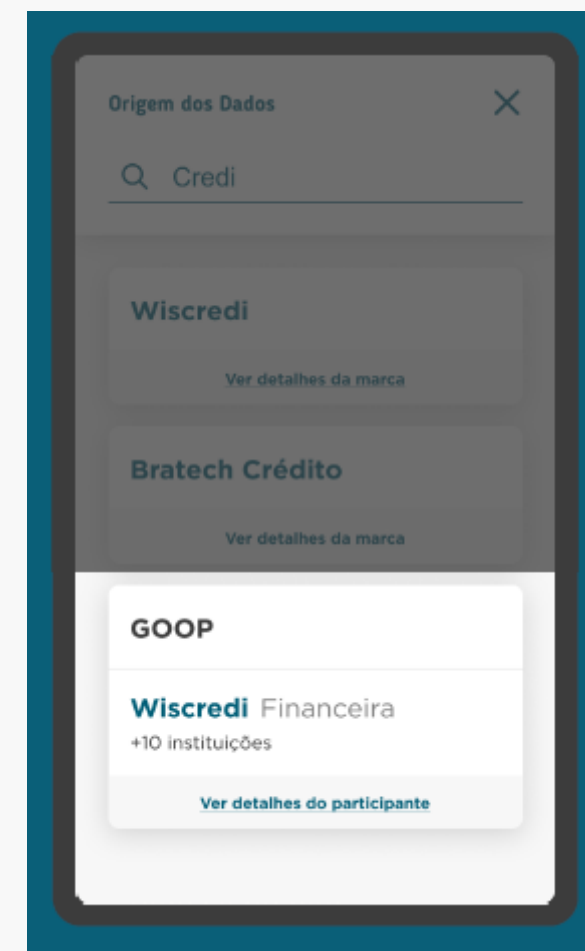 Origem dos Dados
Credi
Wiscredi
Ver detalhes da marca
Bratech Crédito
Ver detalhes da marca
GOOP
Wiscredi Financeira
+10 instituições
Ver detalhes do participante